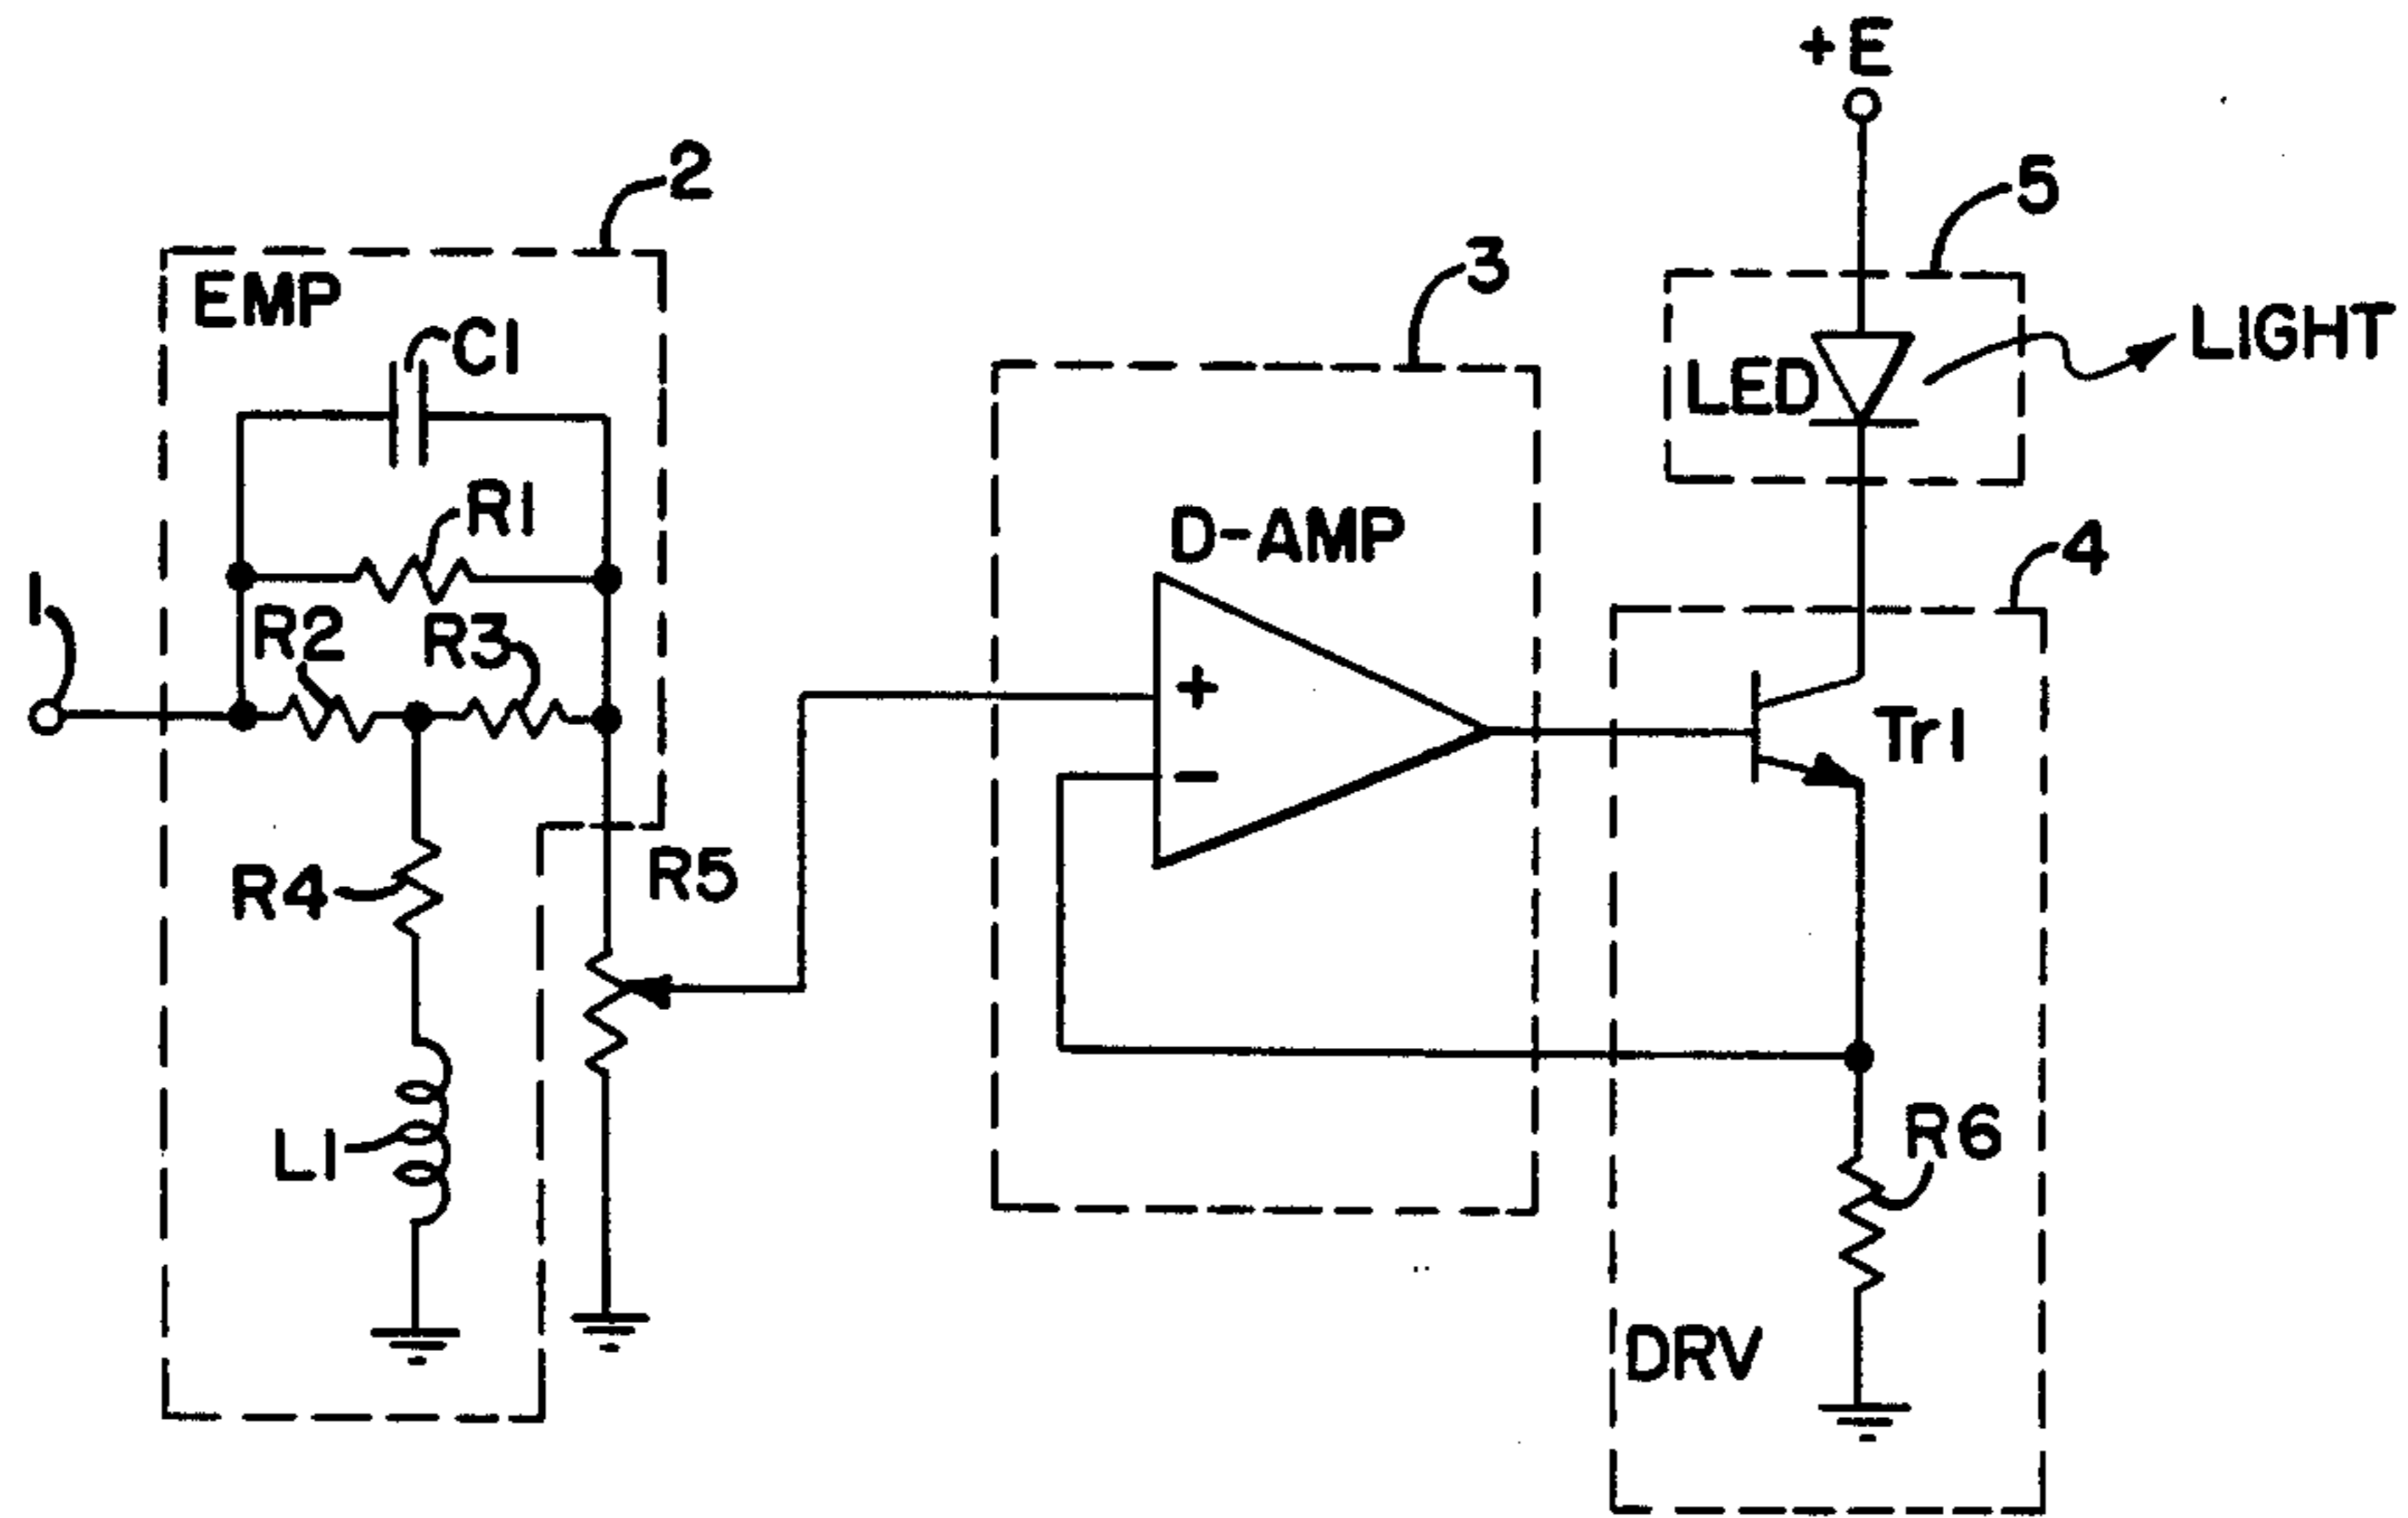 +E
2
5
3
EMP
C1
LIGHT
LED
R1
D-AMP
4
1
R2
R3
+
Tr1
-
R5
R4
L1
R6
DRV